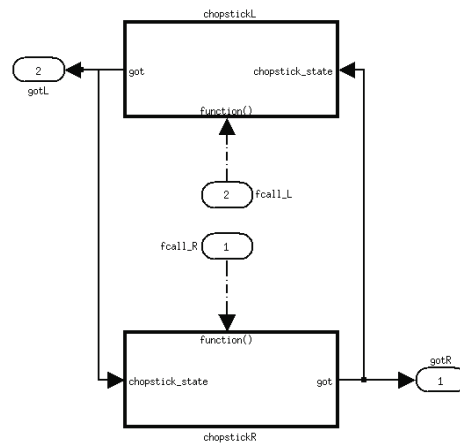 chopstickL
2
got
chopstick_state
gotL
function()
2
fcall_L
fcall_R
1
function()
gotR
chopstick_state
got
1
chopstickR